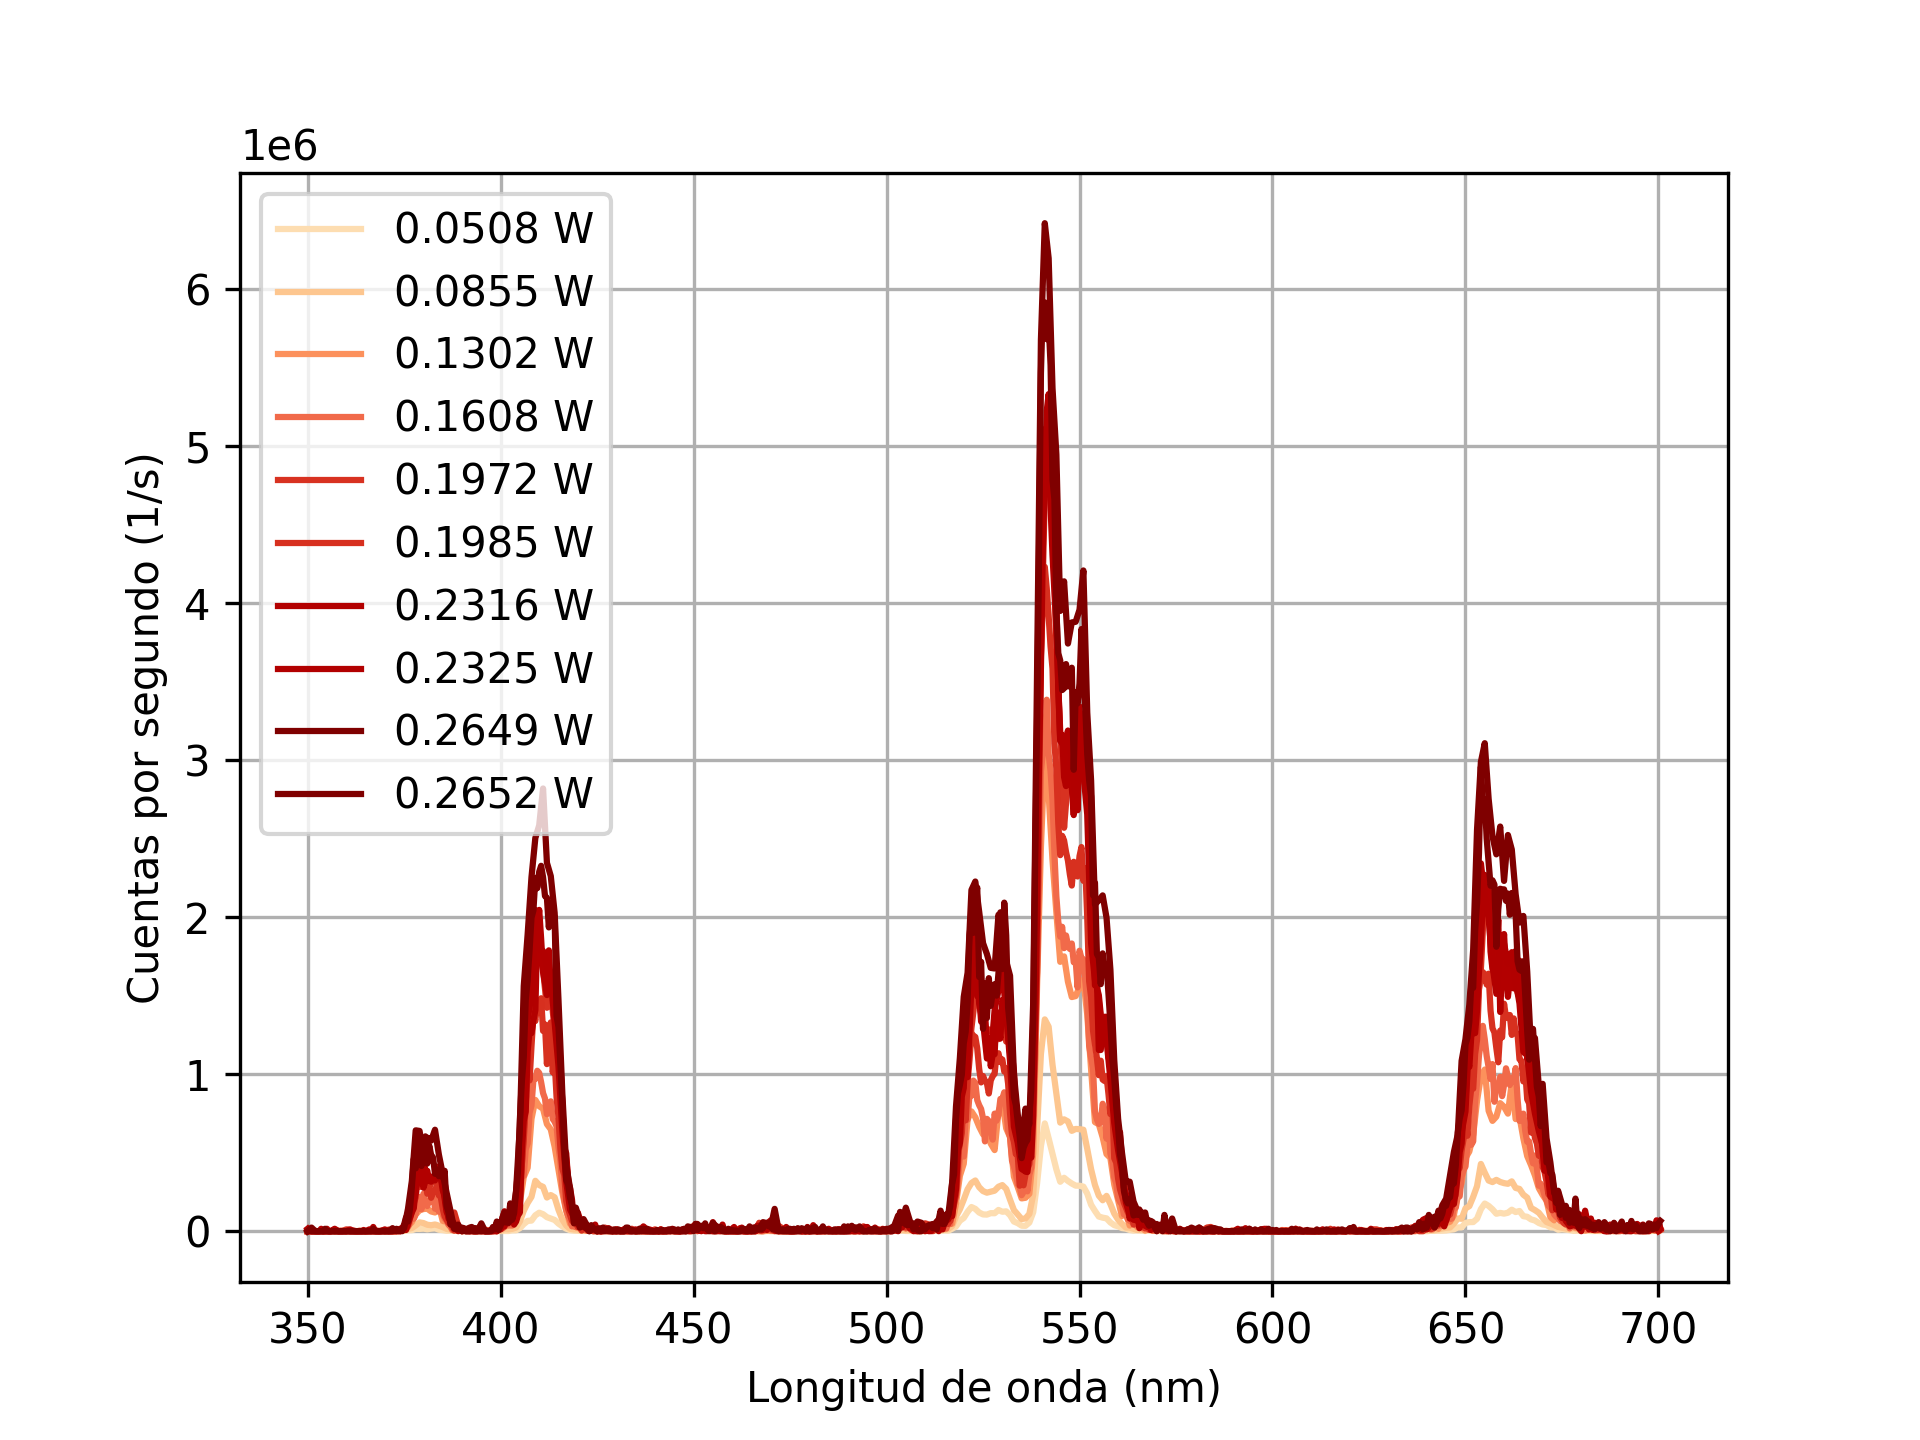 1e6
6
5
4
3
2
1
0
0.0508 W
0.0855 W
0.1302 W
0.1608 W
0.1972 W
0.1985 W
0.2316 W
0.2325 W
0.2649 W
0.2652 W
Cuentas por segundo (1/s)
350 400 450 500 550 600 650 700
Longitud de onda (nm)